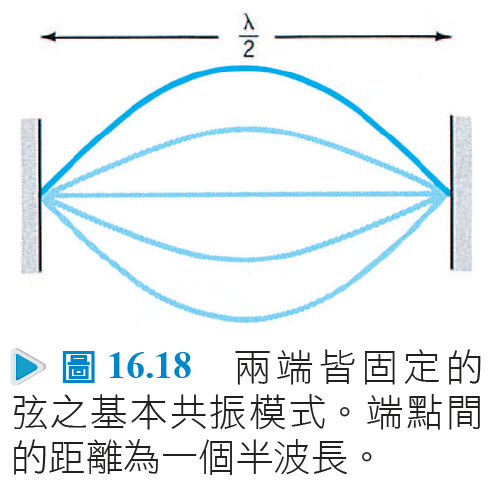 λ
2
圖 16.18 兩端皆固定的
弦之基本共振模式。端點間
的距離為一個半波長。